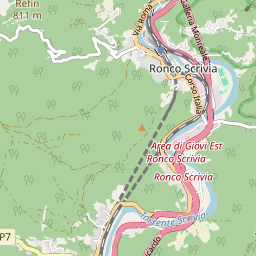 Refin
811 m
Via Roma
Galleria Monreale
Ronco Scrivia
Corso Italia
Area di Giovi Est
Ronco Scrivia
Ronco Scrivia
Torrente Scrivia
P7